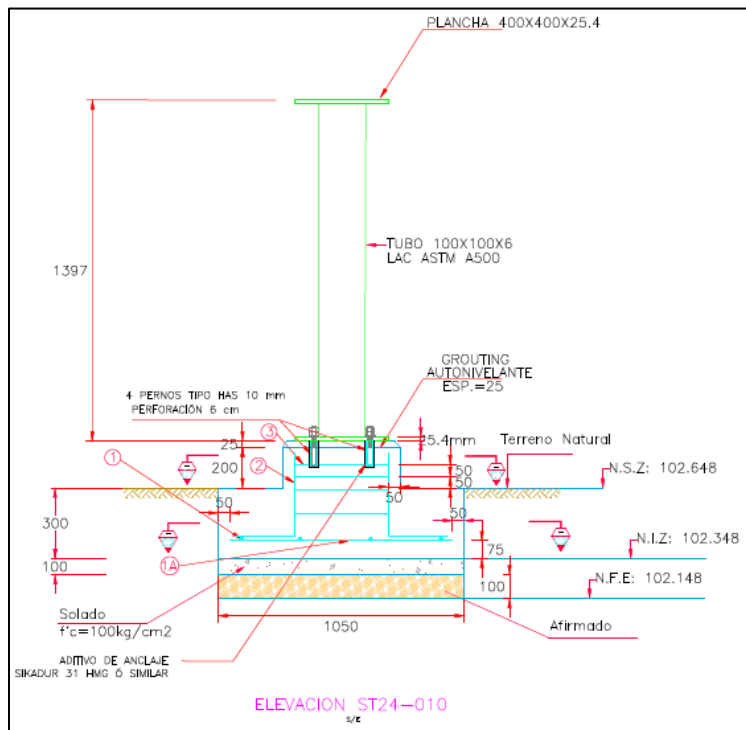 PLANCHA 400X400X25.4
1397
TUBO 100X100X6
LAC ASTM A500
GROUTING
AUTONIVELANTE
ESP.=25
4 PERNOS TIPO HAS 10 mm
PERFORACIÓN 6 cm
3
25
25.4mm
Terreno Natural
1
2
200
50
50
N.S.Z: 102.648
50
50
50
300
N.I.Z: 102.348
75
1A
100
100
N.F.E: 102.148
Solado
f'c=100kg/cm2
1050
Afirmado
ADITIVO DE ANCLAJE
SIKADUR 31 HMG Ó SIMILAR
ELEVACION ST24-010
S/E